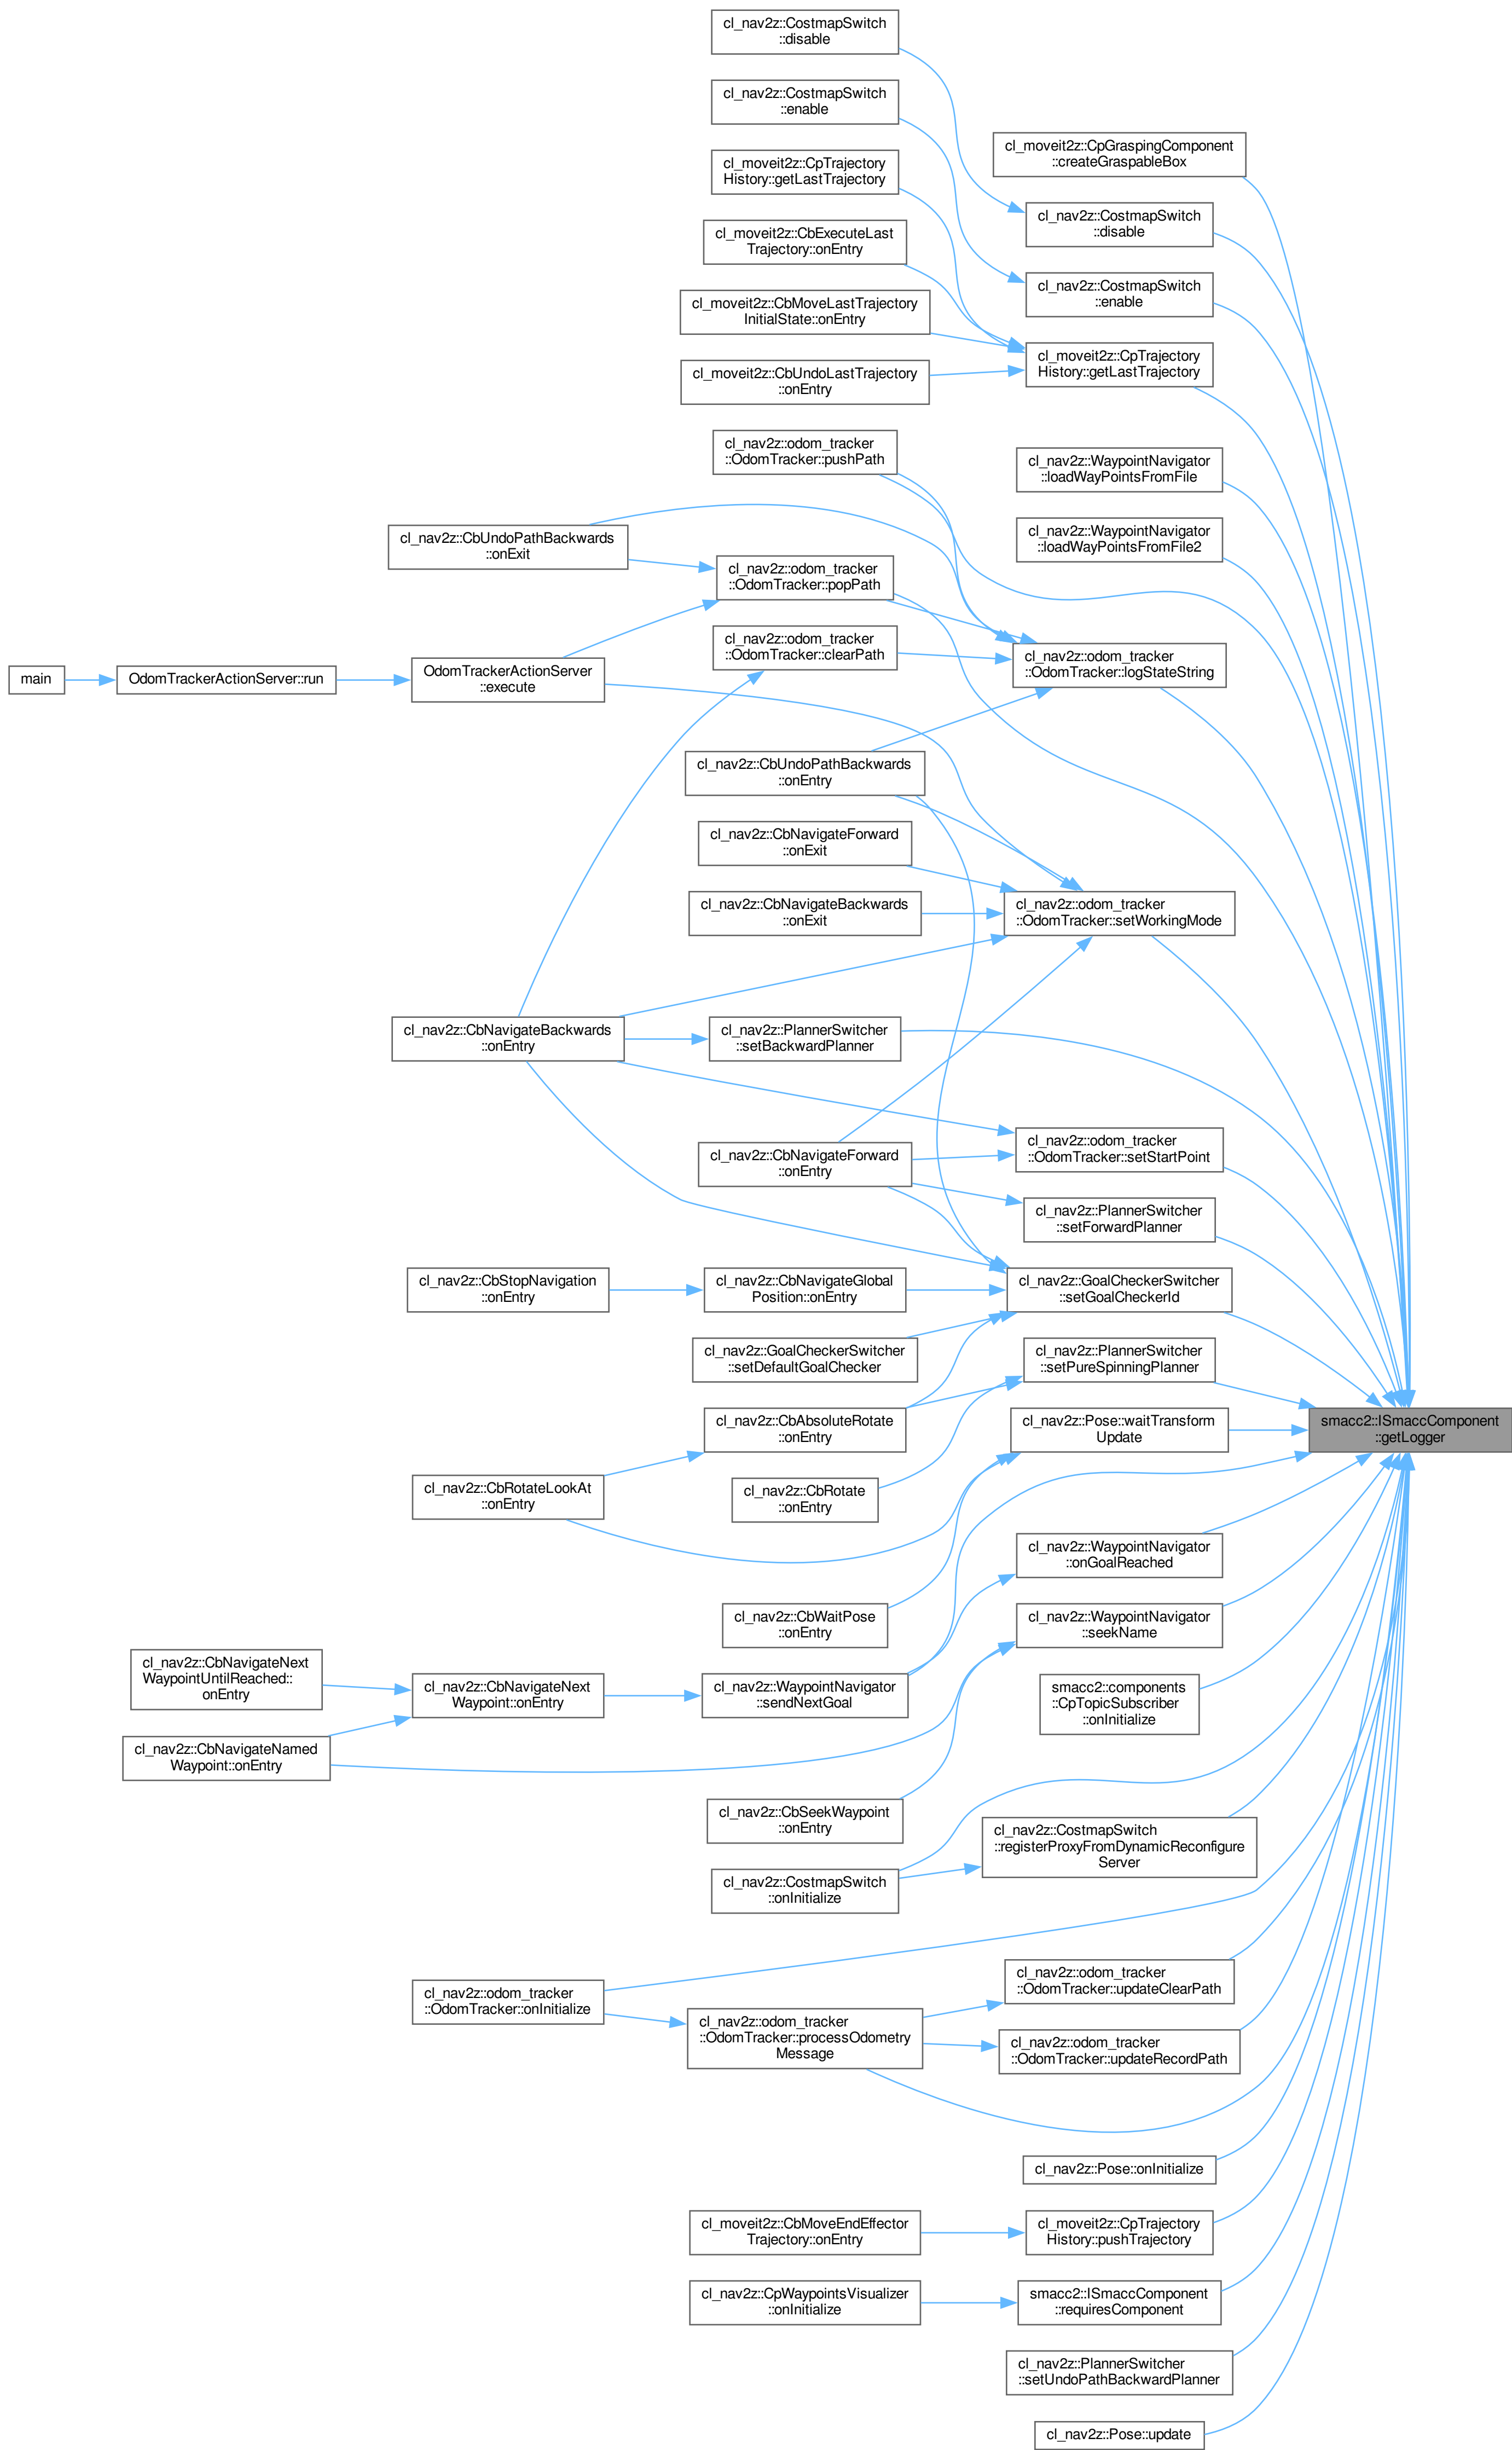 cl_nav2z::CostmapSwitch
::disable
cl_nav2z::CostmapSwitch
::enable
cl_moveit2z::CpGraspingComponent
::createGraspableBox
cl_moveit2z::CpTrajectory
History::getLastTrajectory
cl_nav2z::CostmapSwitch
::disable
cl_moveit2z::CbExecuteLast
Trajectory::onEntry
cl_nav2z::CostmapSwitch
::enable
cl_moveit2z::CbMoveLastTrajectory
InitialState::onEntry
cl_moveit2z::CpTrajectory
History::getLastTrajectory
cl_moveit2z::CbUndoLastTrajectory
::onEntry
cl_nav2z::odom_tracker
::OdomTracker::pushPath
cl_nav2z::WaypointNavigator
::loadWayPointsFromFile
cl_nav2z::WaypointNavigator
::loadWayPointsFromFile2
cl_nav2z::CbUndoPathBackwards
::onExit
cl_nav2z::odom_tracker
::OdomTracker::popPath
cl_nav2z::odom_tracker
::OdomTracker::clearPath
cl_nav2z::odom_tracker
::OdomTracker::logStateString
main
OdomTrackerActionServer::run
OdomTrackerActionServer
::execute
cl_nav2z::CbUndoPathBackwards
::onEntry
cl_nav2z::CbNavigateForward
::onExit
cl_nav2z::CbNavigateBackwards
::onExit
cl_nav2z::odom_tracker
::OdomTracker::setWorkingMode
cl_nav2z::CbNavigateBackwards
::onEntry
cl_nav2z::PlannerSwitcher
::setBackwardPlanner
cl_nav2z::CbNavigateForward
::onEntry
cl_nav2z::odom_tracker
::OdomTracker::setStartPoint
cl_nav2z::PlannerSwitcher
::setForwardPlanner
cl_nav2z::CbStopNavigation
::onEntry
cl_nav2z::CbNavigateGlobal
Position::onEntry
cl_nav2z::GoalCheckerSwitcher
::setGoalCheckerId
cl_nav2z::GoalCheckerSwitcher
::setDefaultGoalChecker
cl_nav2z::PlannerSwitcher
::setPureSpinningPlanner
cl_nav2z::CbAbsoluteRotate
::onEntry
cl_nav2z::Pose::waitTransform
Update
smacc2::ISmaccComponent
::getLogger
cl_nav2z::CbRotateLookAt
::onEntry
cl_nav2z::CbRotate
::onEntry
cl_nav2z::WaypointNavigator
::onGoalReached
cl_nav2z::CbWaitPose
::onEntry
cl_nav2z::WaypointNavigator
::seekName
cl_nav2z::CbNavigateNext
WaypointUntilReached::
onEntry
cl_nav2z::CbNavigateNext
Waypoint::onEntry
cl_nav2z::WaypointNavigator
::sendNextGoal
smacc2::components
::CpTopicSubscriber
::onInitialize
cl_nav2z::CbNavigateNamed
Waypoint::onEntry
cl_nav2z::CbSeekWaypoint
::onEntry
cl_nav2z::CostmapSwitch
::registerProxyFromDynamicReconfigure
Server
cl_nav2z::CostmapSwitch
::onInitialize
cl_nav2z::odom_tracker
::OdomTracker::updateClearPath
cl_nav2z::odom_tracker
::OdomTracker::onInitialize
cl_nav2z::odom_tracker
::OdomTracker::processOdometry
Message
cl_nav2z::odom_tracker
::OdomTracker::updateRecordPath
cl_nav2z::Pose::onInitialize
cl_moveit2z::CbMoveEndEffector
Trajectory::onEntry
cl_moveit2z::CpTrajectory
History::pushTrajectory
cl_nav2z::CpWaypointsVisualizer
::onInitialize
smacc2::ISmaccComponent
::requiresComponent
cl_nav2z::PlannerSwitcher
::setUndoPathBackwardPlanner
cl_nav2z::Pose::update